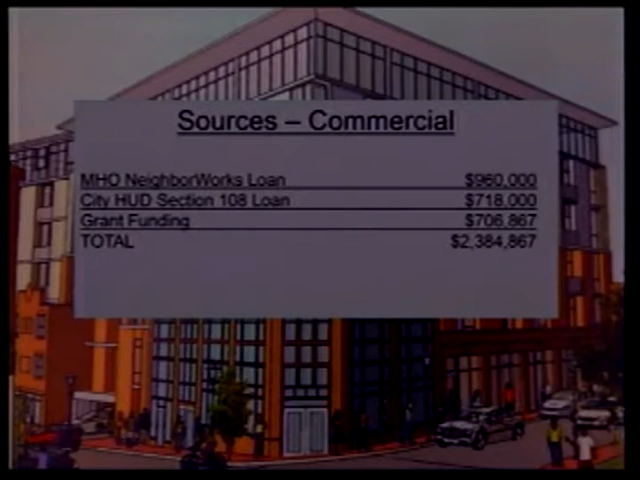 Sources – Commercial
MHO NeighborWorks Loan $960,000
City HUD Section 108 Loan $718,000
Grant Funding $706,867
TOTAL $2,384,867